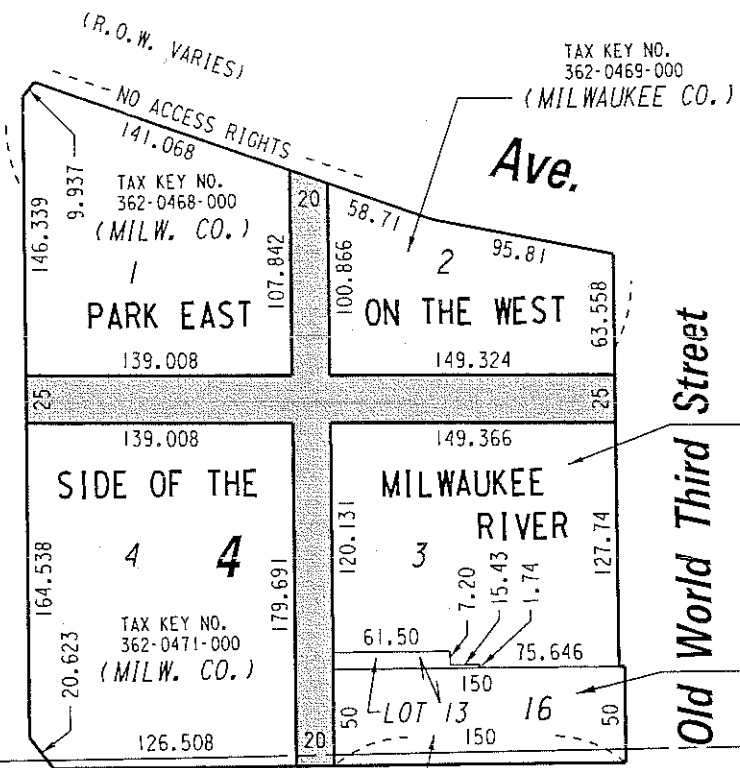 (R.O.W. VARIES)
TAX KEY NO.
362-0469-000
(MILWAUKEE CO.)
NO ACCESS RIGHTS
141.068
Ave.
9.937
146.339
TAX KEY NO.
362-0468-000
(MILW. CO.)
1
107.842
20
58.71
100.866
2
95.81
63.558
PARK EAST
ON THE WEST
139.008
149.324
25
25
139.008
149.366
SIDE OF THE
MILWAUKEE
RIVER
Old World Third Street
164.538
4
4
179.691
120.131
3
7.20
15.43
1.74
127.74
TAX KEY NO.
362-0471-000
(MILW. CO.)
20.623
61.50
75.646
150
50
LOT 13
16
50
150
126.508
20